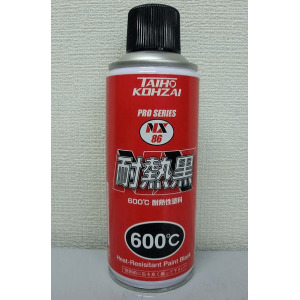 TAIHO
KOHZAI
PRO SERIES
NX
86
耐熱黒
600℃ 耐熱性塗料
600℃
Heat-Resistant Paint Black